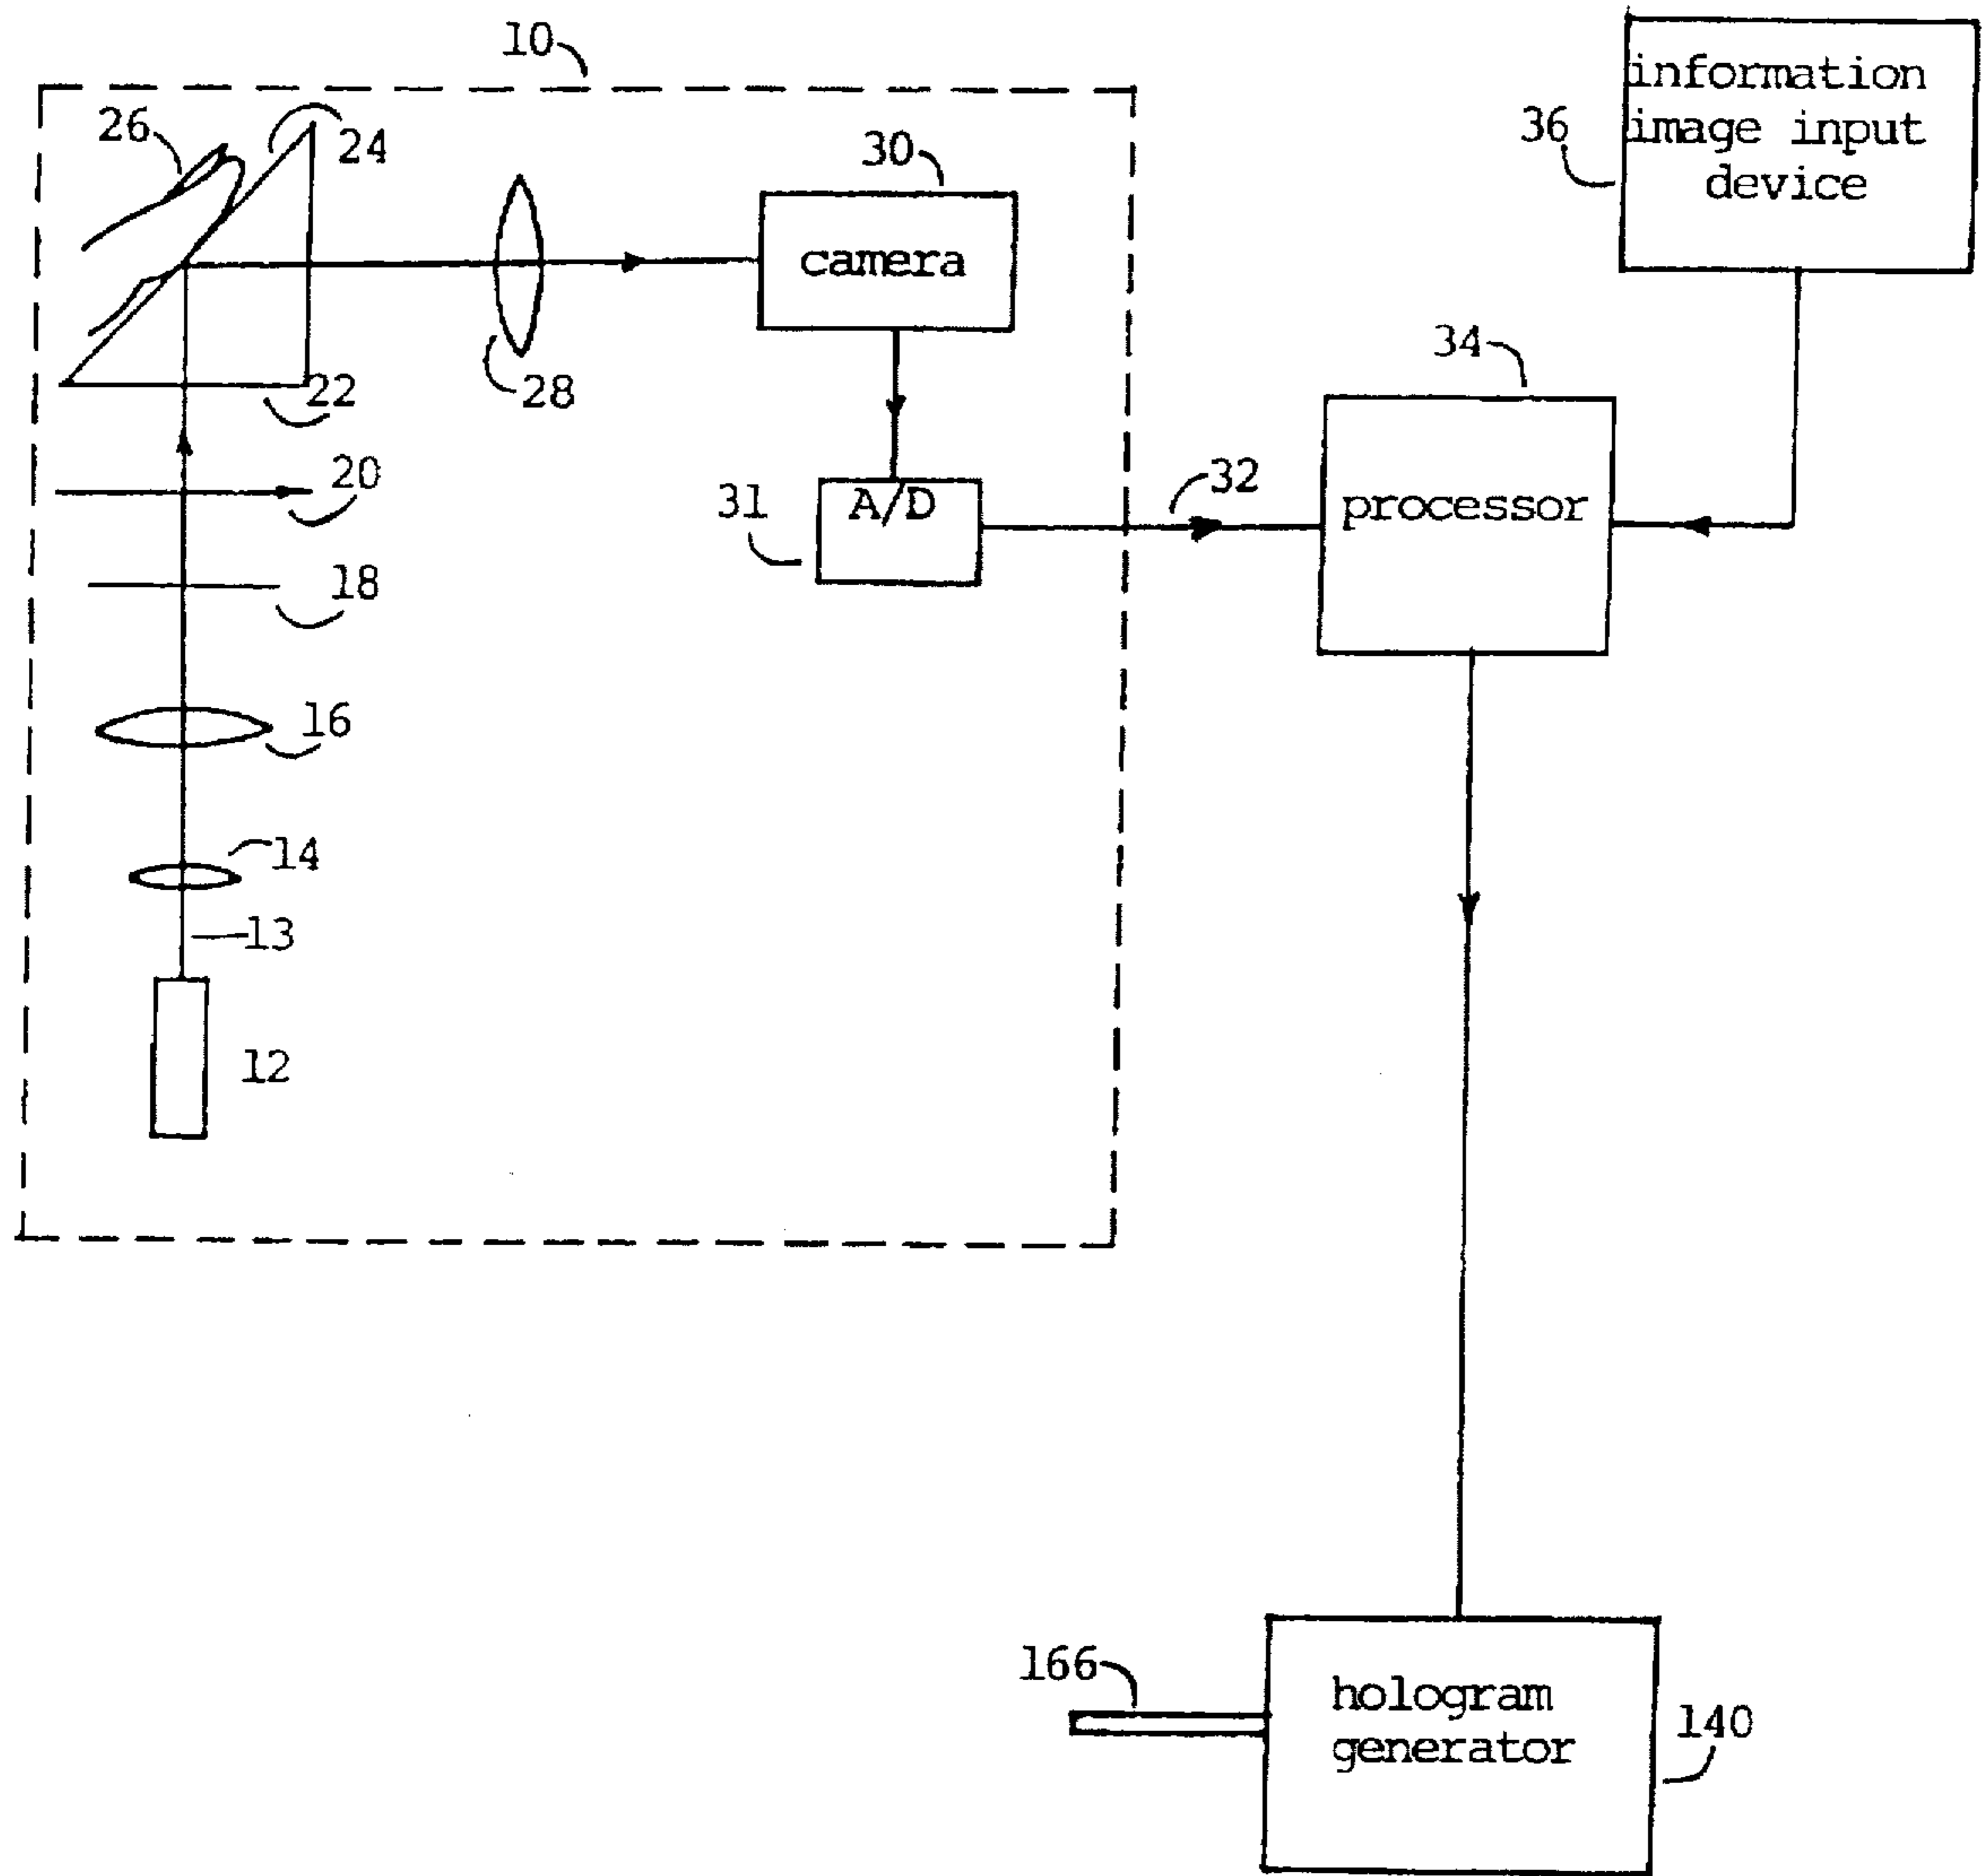 10
26
24
30
camera
28
22
20
18
16
14
13
12
31
A/D
32
34
processor
36
information
image input
device
166
hologram
generator
140